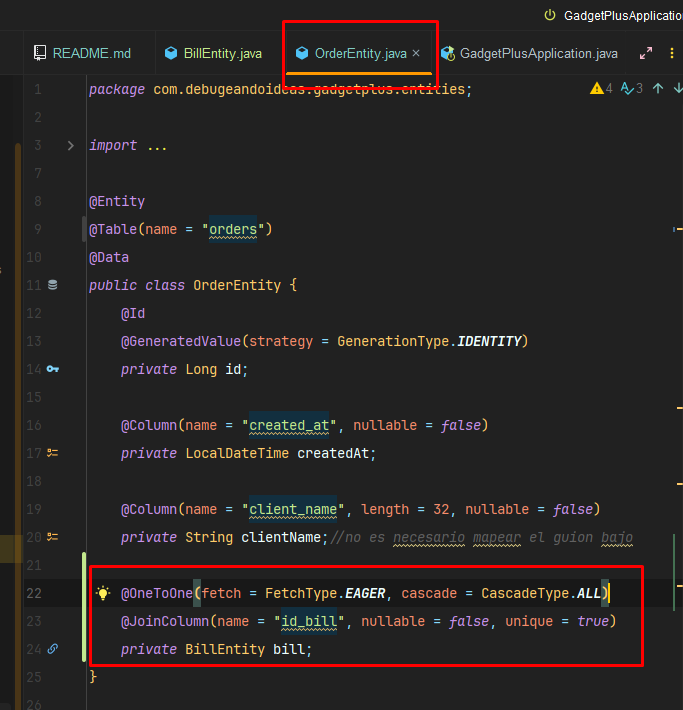 GadgetPlusApplication
README.md BillEntity.java OrderEntity.java × GadgetPlusApplication.java
1 package com.debugeandoideas.gadgetplus.entities; 4 3
2
3 import ...
7
8 @Entity
9 @Table(name = "orders")
10 @Data
11 public class OrderEntity {
12 @Id
13 @GeneratedValue(strategy = GenerationType.IDENTITY)
14 private Long id;
15
16 @Column(name = "created_at", nullable = false)
17 private LocalDateTime createdAt;
18
19 @Column(name = "client_name", length = 32, nullable = false)
20 private String clientName;//no es necesario mapear el guion bajo
21
22 @OneToOne(fetch = FetchType.EAGER, cascade = CascadeType.ALL)
23 @JoinColumn(name = "id_bill", nullable = false, unique = true)
24 private BillEntity bill;
25 }
26